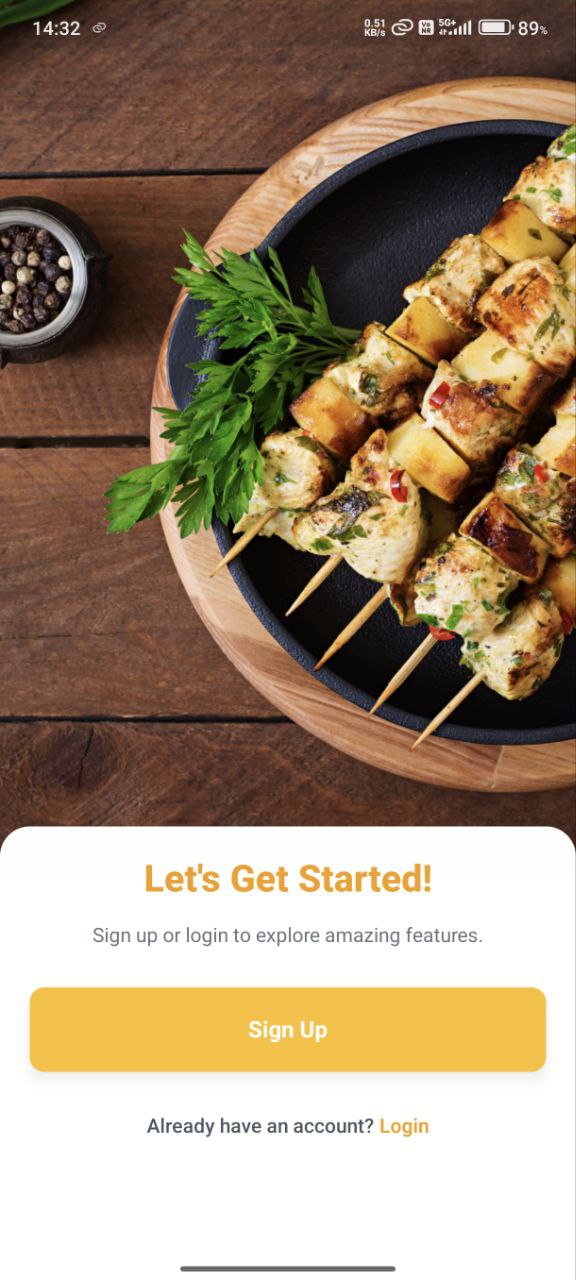 14:32 0.51 KB/s Vo NR 5G+ 89%
Let's Get Started!
Sign up or login to explore amazing features.
Sign Up
Already have an account? Login